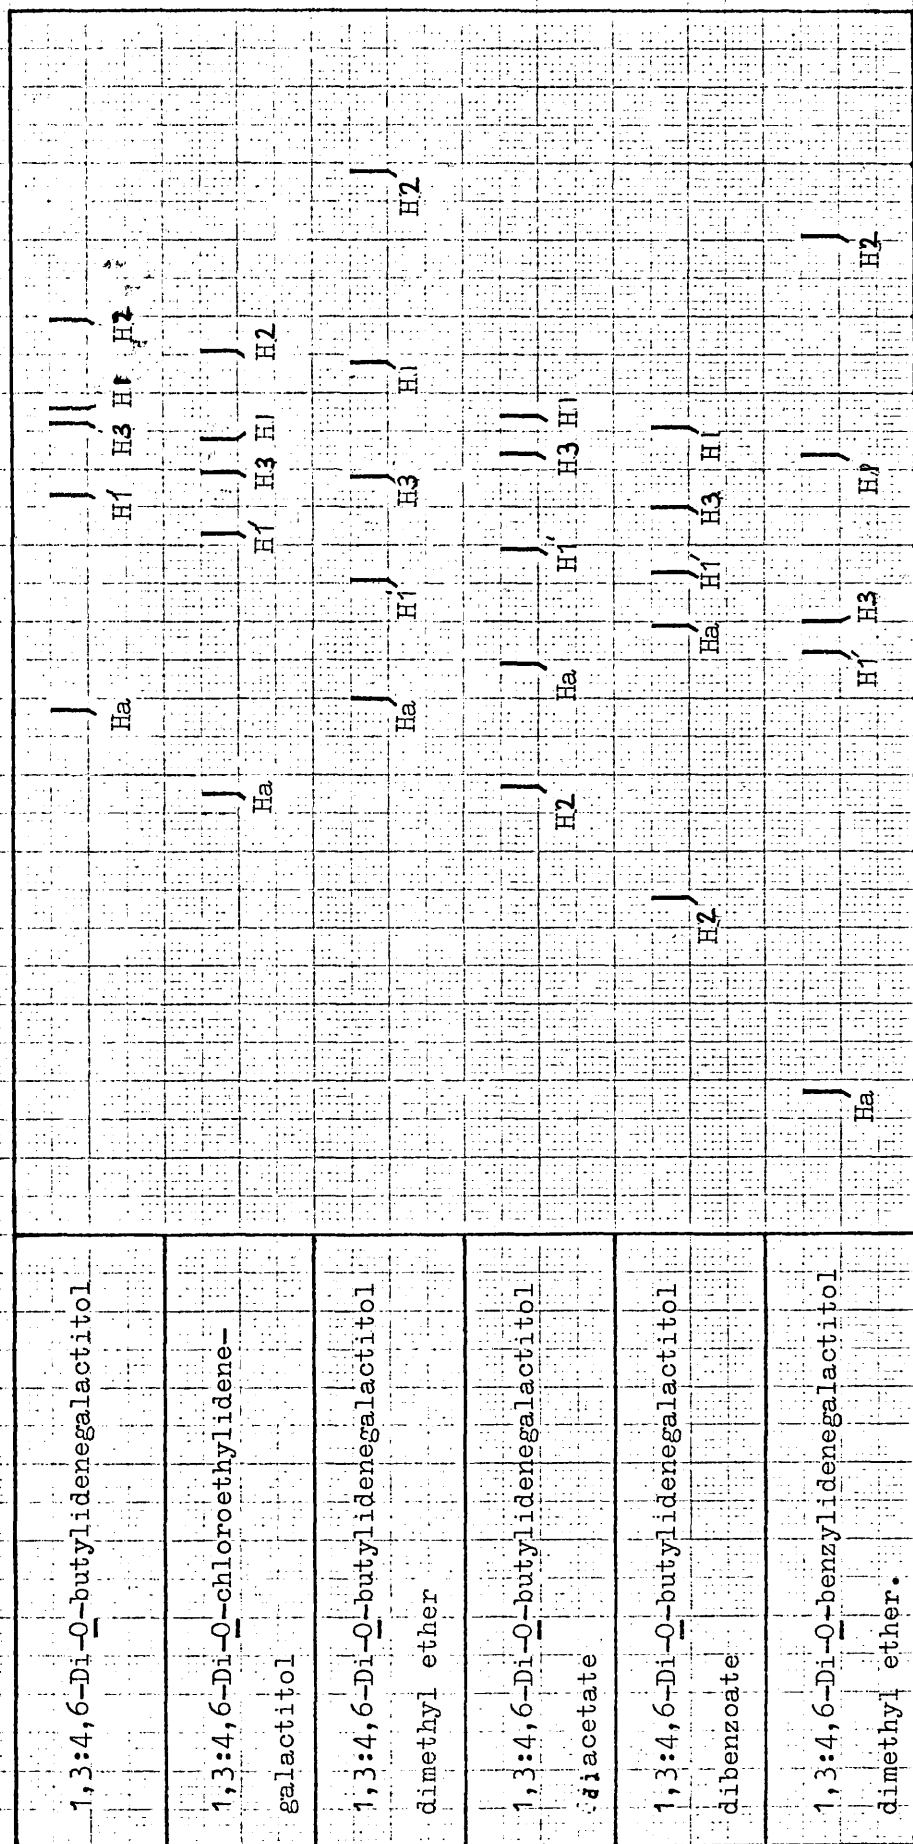 1,3:4,6-Di-O-butylidenegalactitol
Ha H1' H3 H1 H2
1,3:4,6-Di-O-chloroethylidene-
galactitol
Ha H1' H3 H1 H2
1,3:4,6-Di-O-butylidenegalactitol
dimethyl ether
Ha H1' H3 H1 H2
1,3:4,6-Di-O-butylidenegalactitol
diacetate
H2 Ha H1' H3 H1
1,3:4,6-Di-O-butylidenegalactitol
dibenzoate
H2 Ha H1' H3 H1
1,3:4,6-Di-O-benzylidenegalactitol
dimethyl ether.
Ha H1' H3 H1 H2